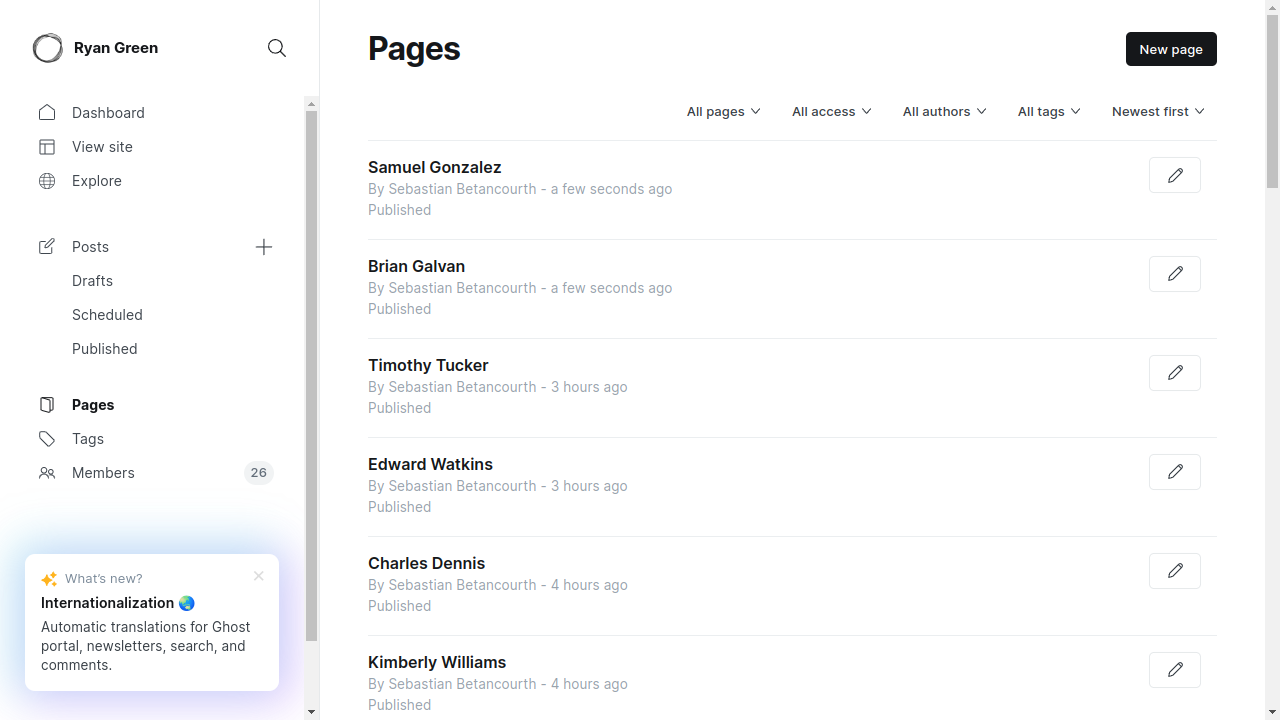 Ryan Green
Dashboard
View site
Explore
Posts
Drafts
Scheduled
Published
Pages
Tags
Members
26
What's new?
Internationalization 🌏
Automatic translations for Ghost
portal, newsletters, search, and
comments.
Pages
New page
All pages
All access
All authors
All tags
Newest first
Samuel Gonzalez
By Sebastian Betancourth - a few seconds ago
Published
Brian Galvan
By Sebastian Betancourth - a few seconds ago
Published
Timothy Tucker
By Sebastian Betancourth - 3 hours ago
Published
Edward Watkins
By Sebastian Betancourth - 3 hours ago
Published
Charles Dennis
By Sebastian Betancourth - 4 hours ago
Published
Kimberly Williams
By Sebastian Betancourth - 4 hours ago
Published